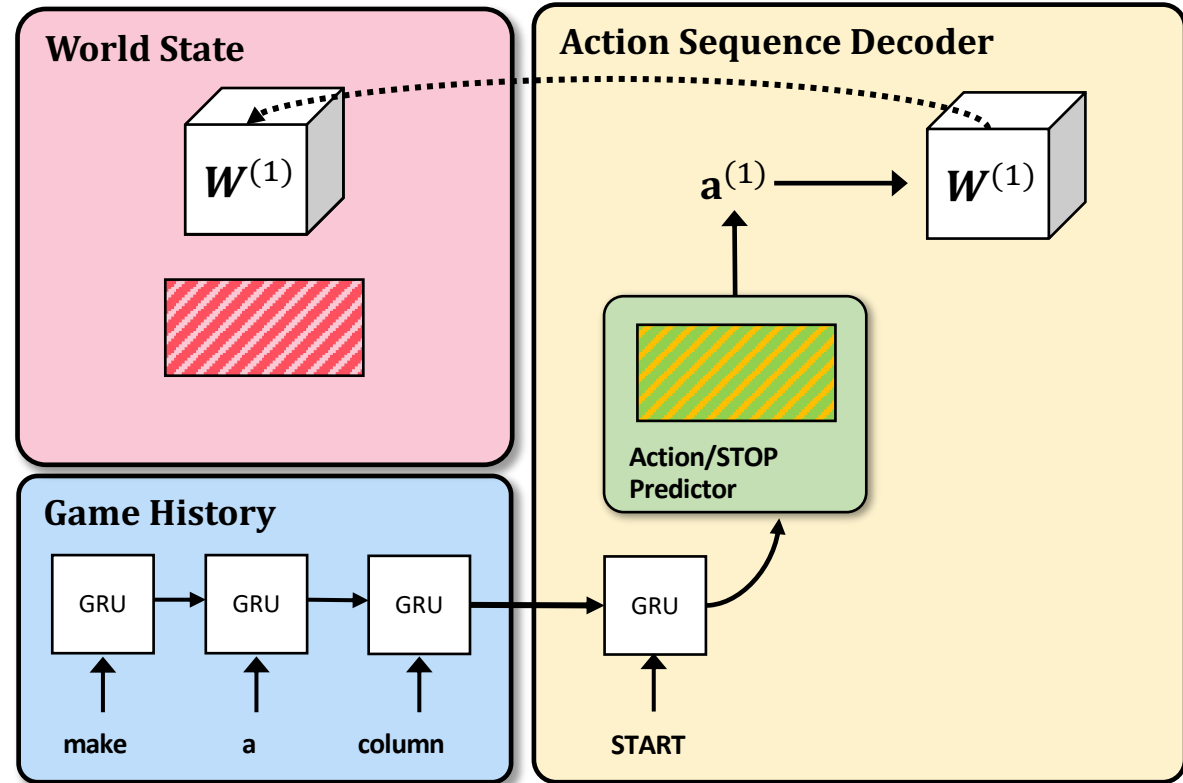 World State
W^(1)
Game History
GRU GRU GRU
make a column
Action Sequence Decoder
a^(1) W^(1)
Action/STOP
Predictor
GRU
START